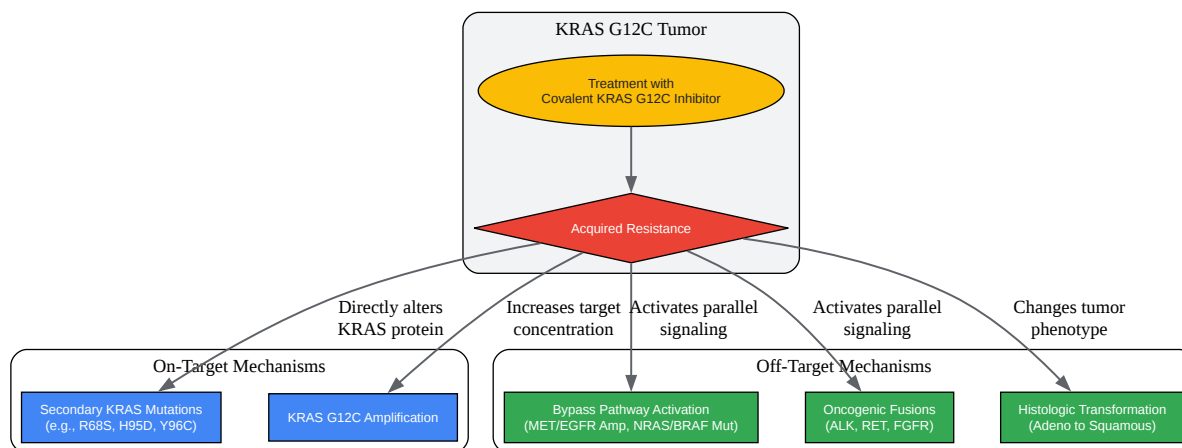 KRAS G12C Tumor
Treatment with
Covalent KRAS G12C Inhibitor
Acquired Resistance
Directly alters
KRAS protein
Increases target
concentration
Activates parallel
signaling
Activates parallel
signaling
Changes tumor
phenotype
On-Target Mechanisms
Off-Target Mechanisms
Secondary KRAS Mutations
(e.g., R68S, H95D, Y96C)
KRAS G12C Amplification
Bypass Pathway Activation
(MET/EGFR Amp, NRAS/BRAF Mut)
Oncogenic Fusions
(ALK, RET, FGFR)
Histologic Transformation
(Adeno to Squamous)